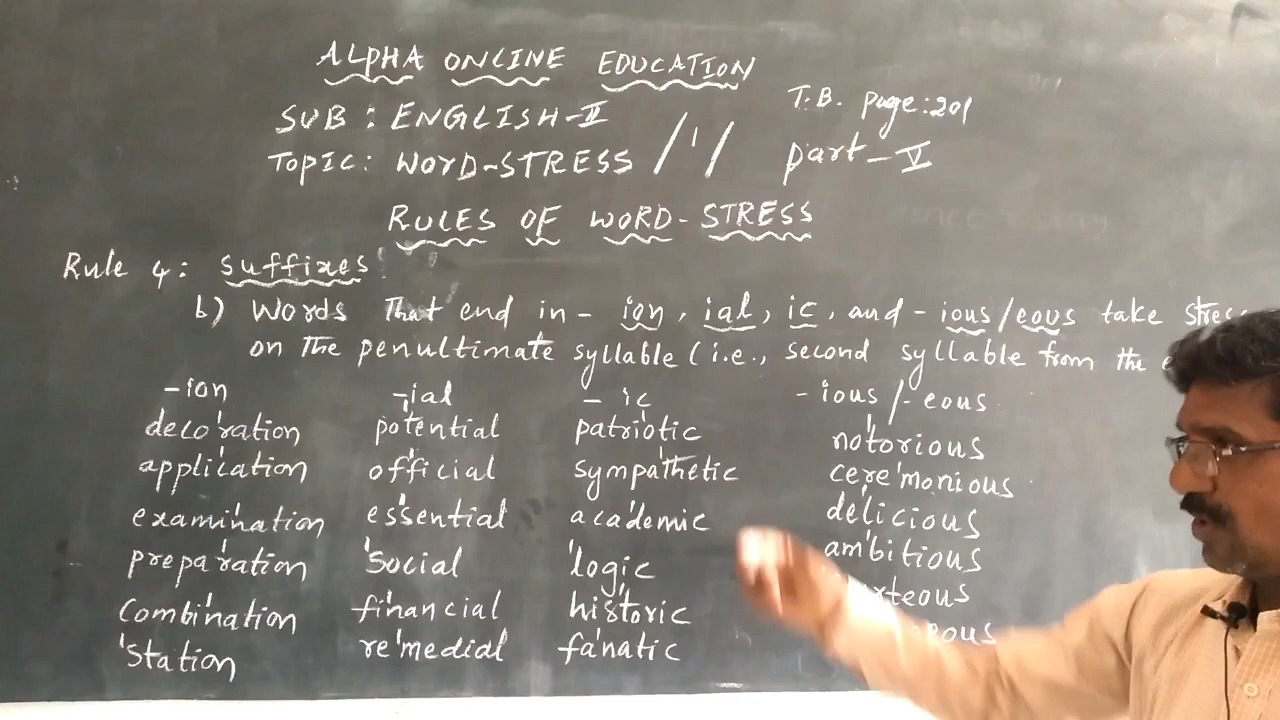 ALPHA ONLINE EDUCATION
SUB : ENGLISH-II
T.B. page:201
TOPIC: WORD-STRESS /'/
part-V
RULES OF WORD-STRESS
Rule 4: Suffixes:
b) Words That end in - ion, ial, ic, and - ious/eous take
on The penultimate syllable (i.e., second syllable from the
-ion -ial - ic - ious /- eous
deco'ration po'tential patri'otic no'torious
appli'cation of'ficial sympa'thetic cere'monious
exami'nation es'sential aca'demic de'licious
prepa'ration 'social 'logic am'bitious
combi'nation fi'nancial his'toric
'station re'medial fa'natic